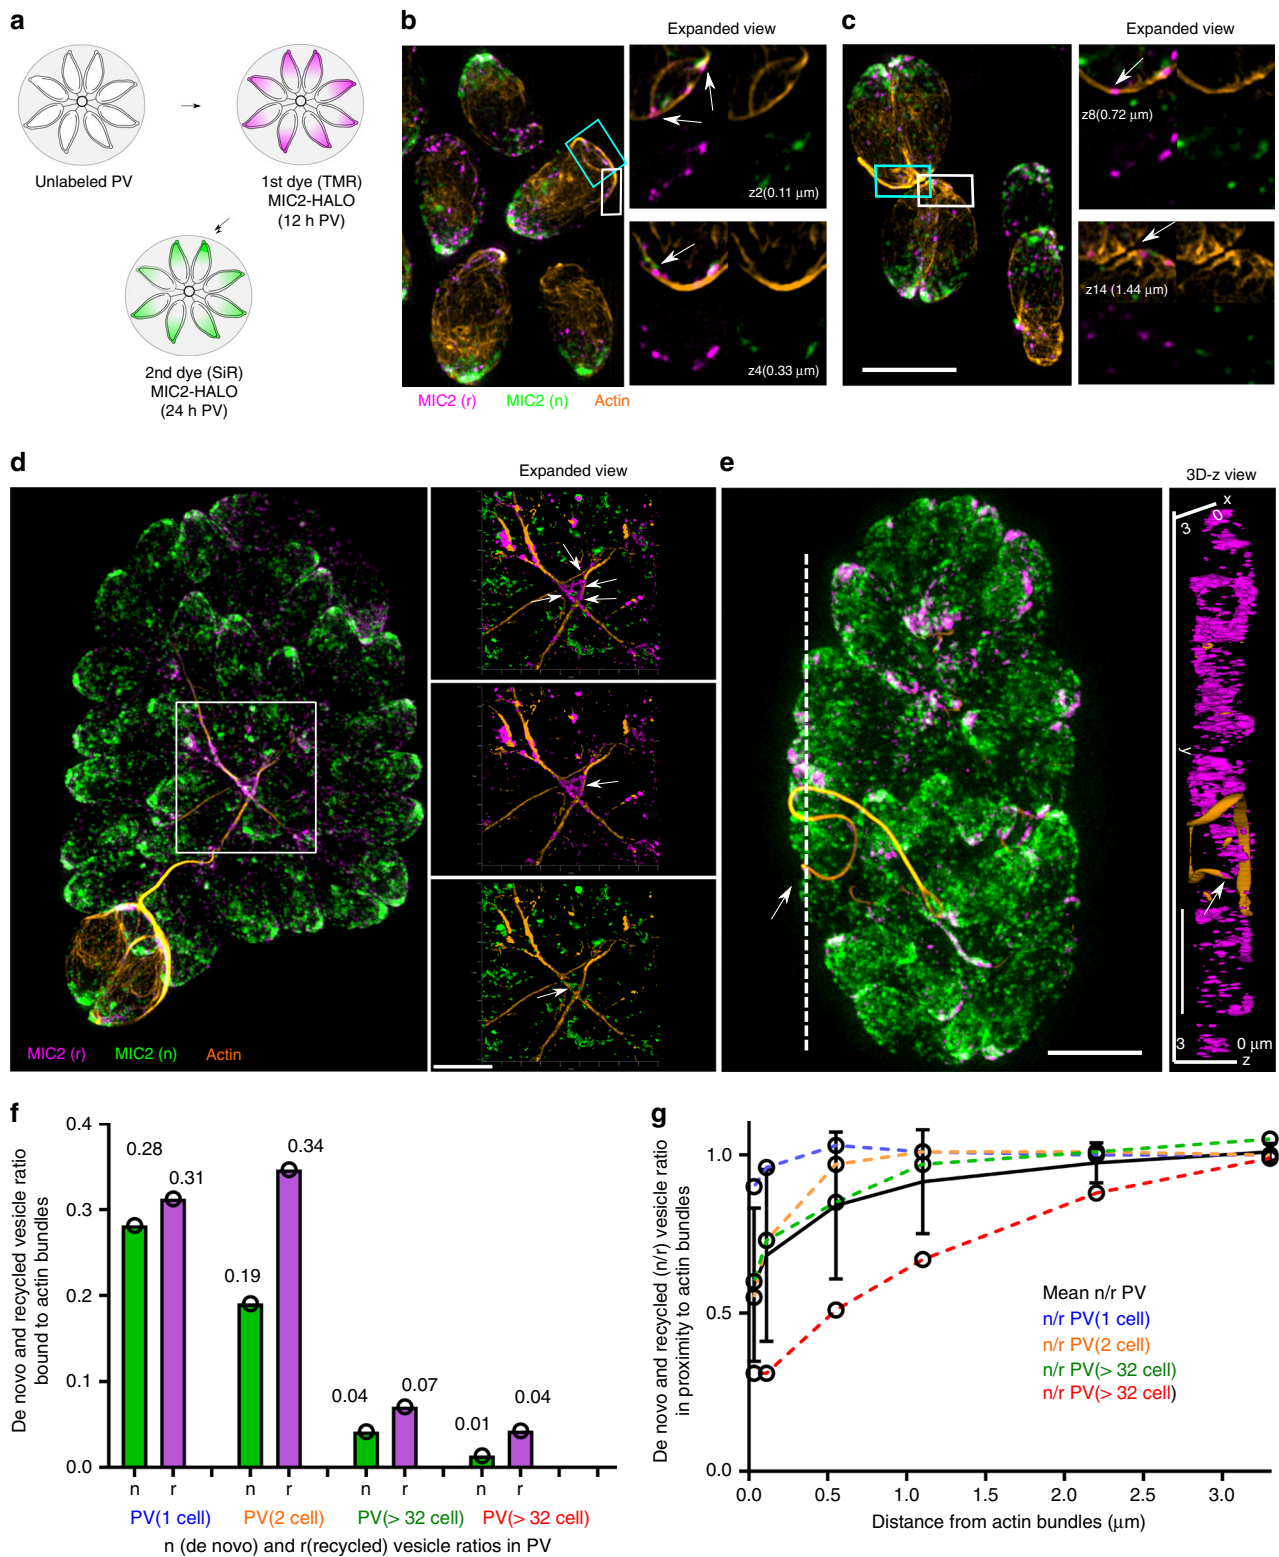 a
Unlabeled PV
1st dye (TMR)
MIC2-HALO
(12 h PV)
2nd dye (SiR)
MIC2-HALO
(24 h PV)
b
Expanded view
z2(0.11 μm)
z4(0.33 μm)
MIC2 (r) MIC2 (n) Actin
c
Expanded view
z8(0.72 μm)
z14 (1.44 μm)
d
Expanded view
MIC2 (r) MIC2 (n) Actin
e
3D-z view
x
0
3
y
3 0 μm
z
f
De novo and recycled vesicle ratio
bound to actin bundles
0.4
0.3
0.2
0.1
0.0
0.28
0.31
0.19
0.34
0.04
0.07
0.01
0.04
n r n r n r n r
PV(1 cell) PV(2 cell) PV(> 32 cell) PV(> 32 cell)
n (de novo) and r(recycled) vesicle ratios in PV
g
De novo and recycled (n/r) vesicle ratio
in proximity to actin bundles
1.0
0.5
0.0
Mean n/r PV
n/r PV(1 cell)
n/r PV(2 cell)
n/r PV(> 32 cell)
n/r PV(> 32 cell)
0.0 0.5 1.0 1.5 2.0 2.5 3.0
Distance from actin bundles (μm)